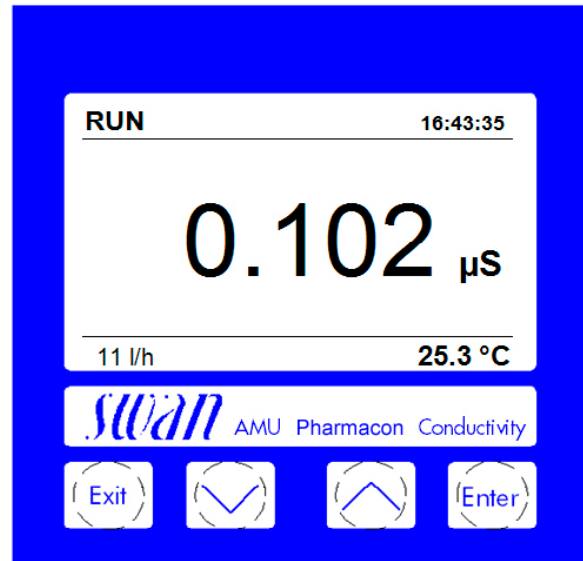 RUN 16:43:35
0.102 µS
11 l/h 25.3 °C
swan AMU Pharmacon Conductivity
Exit Enter